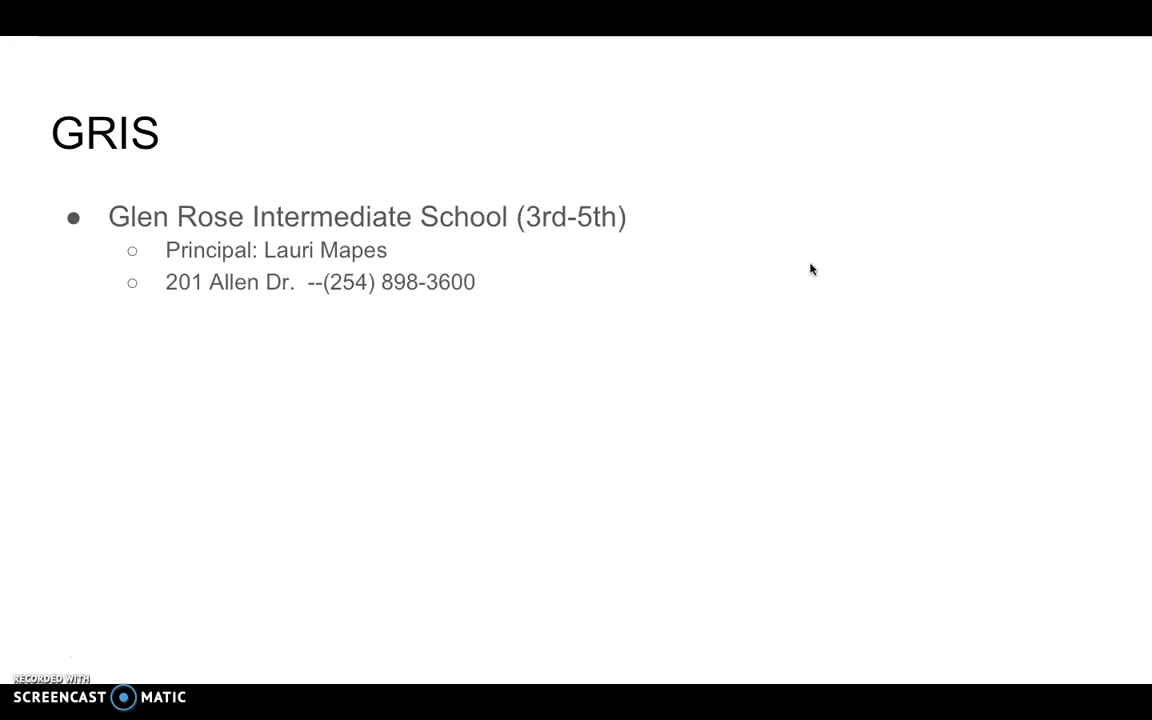 GRIS
● Glen Rose Intermediate School (3rd-5th)
○ Principal: Lauri Mapes
○ 201 Allen Dr.  --(254) 898-3600
RECORDED WITH
SCREENCAST MATIC